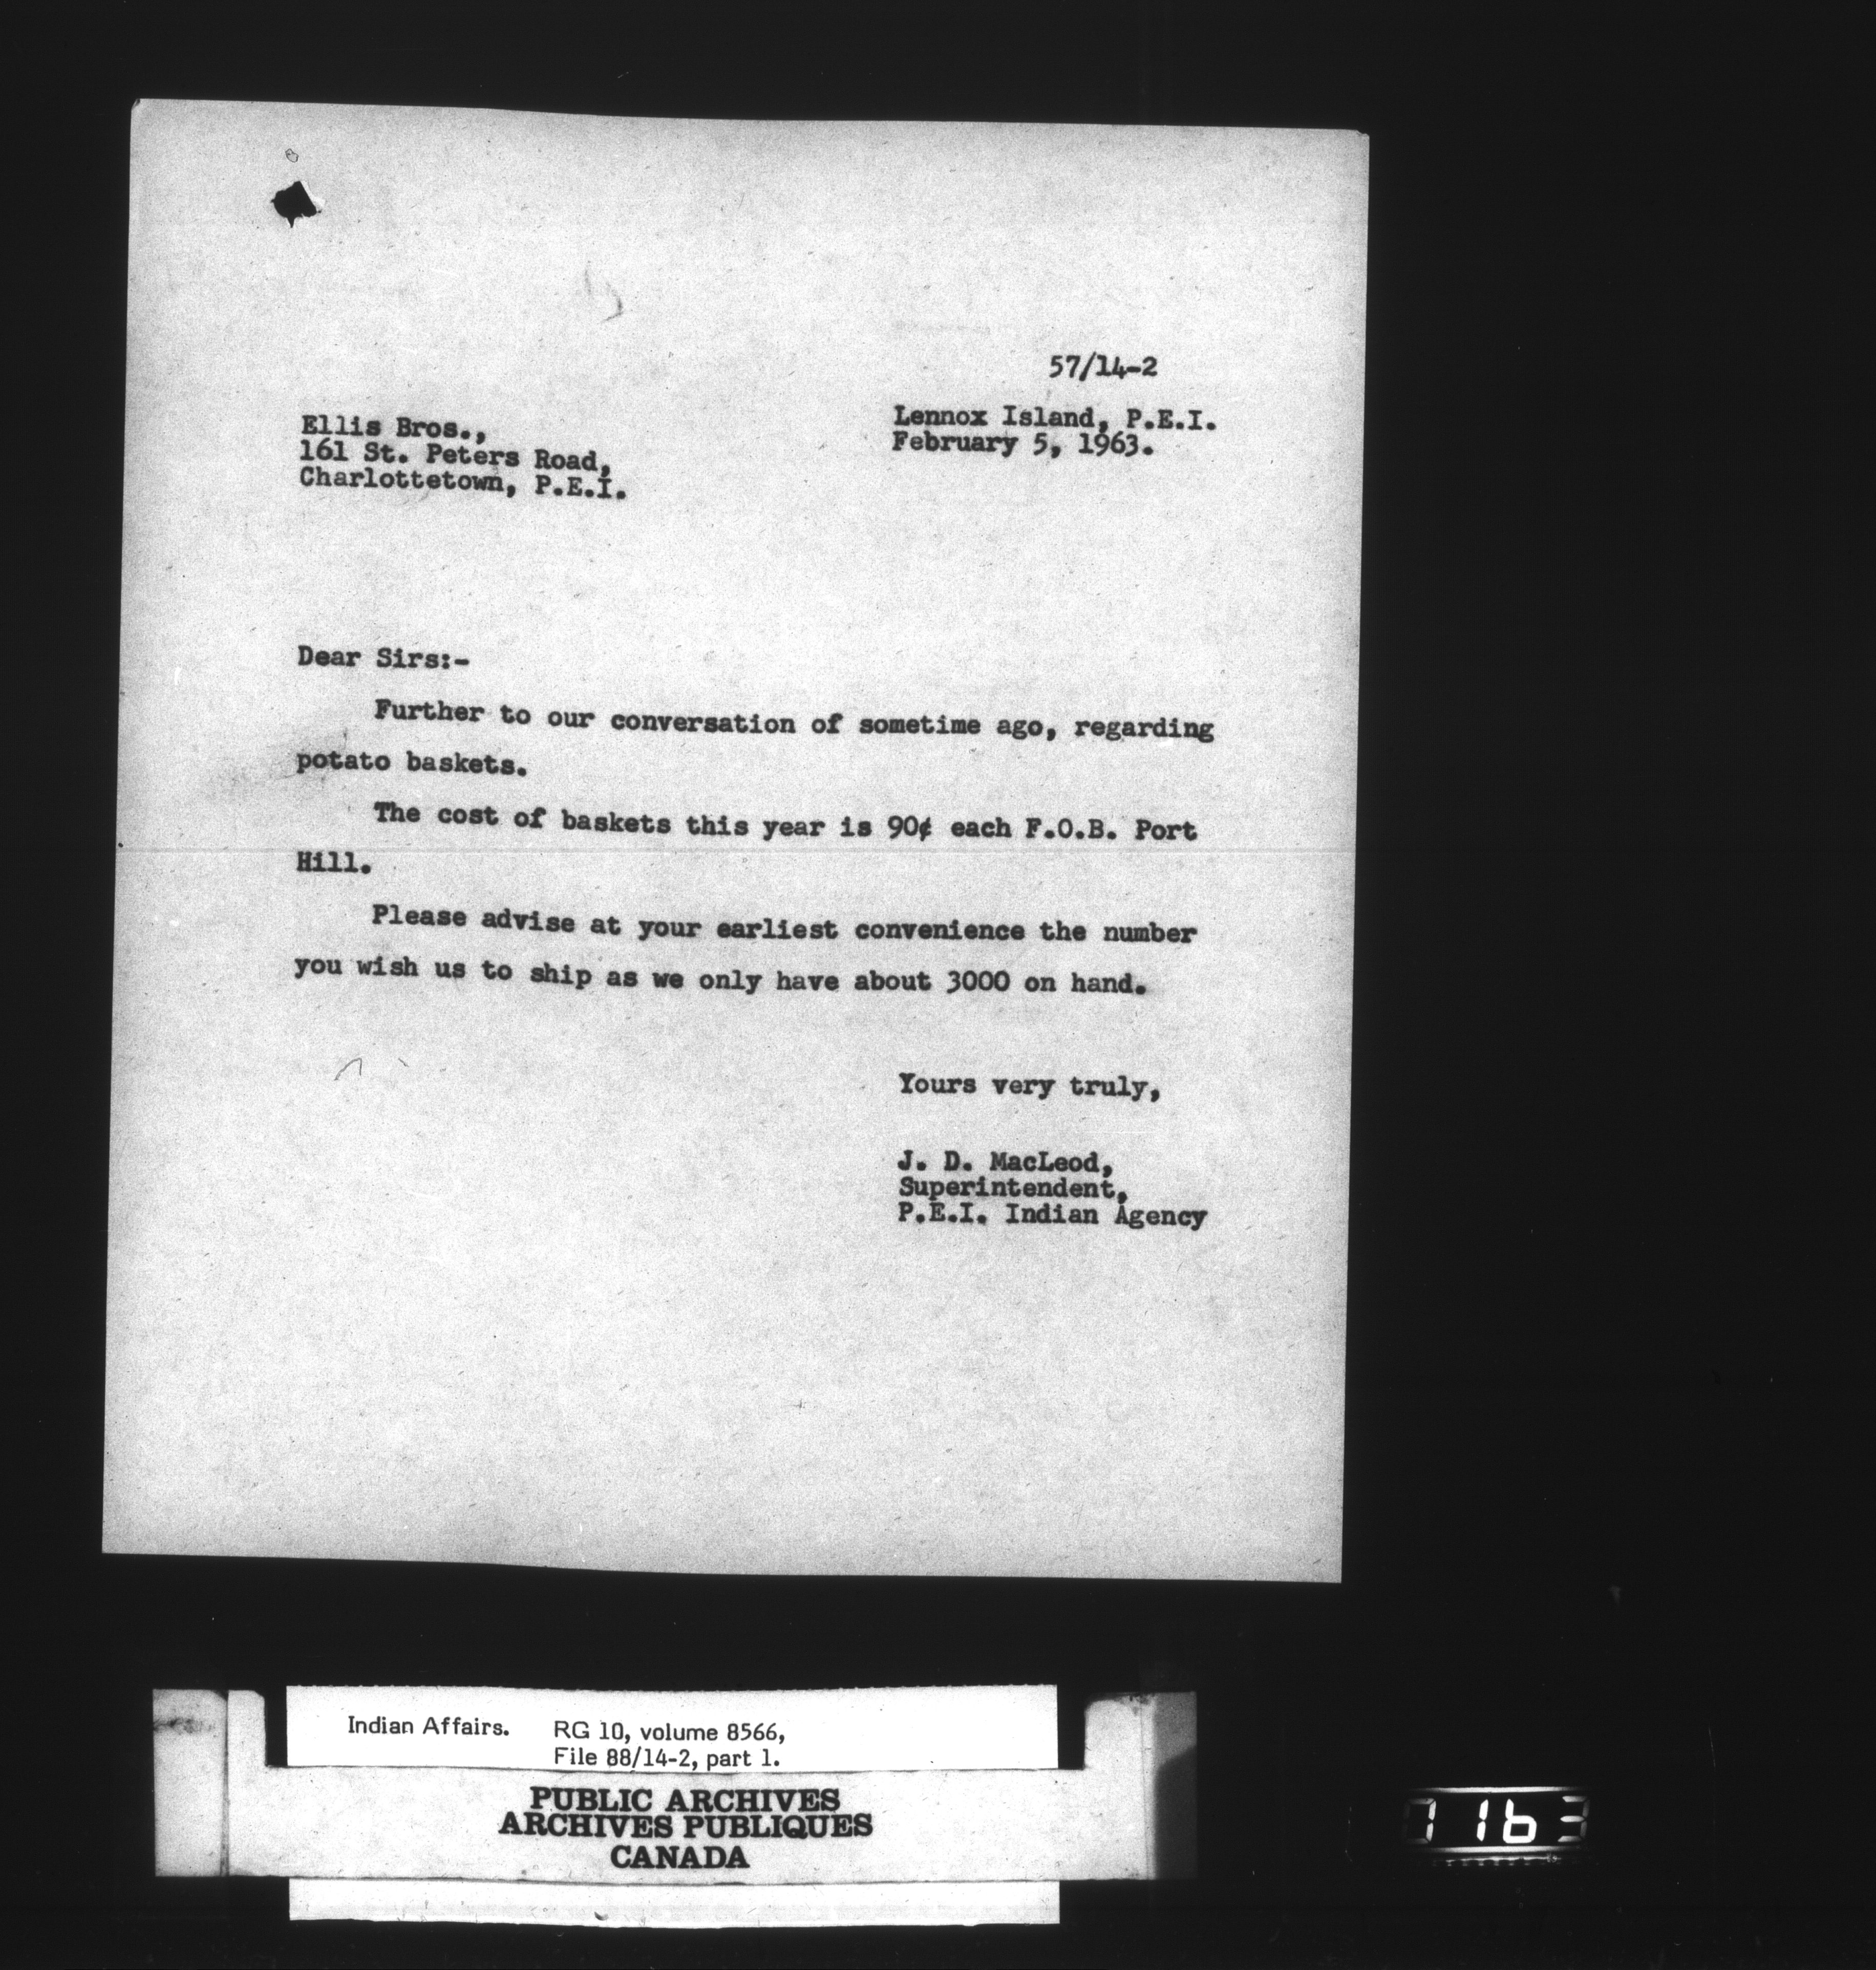 57/14-2
Lennox Island, P.E.I.
February 5, 1963.
Ellis Bros.,
161 St. Peters Road,
Charlottetown, P.E.I.
Dear Sirs:-
Further to our conversation of sometime ago, regarding
potato baskets.
The cost of baskets this year is 90¢ each F.O.B. Port
Hill.
Please advise at your earliest convenience the number
you wish us to ship as we only have about 3000 on hand.
Yours very truly,
J. D. MacLeod,
Superintendent,
P.E.I. Indian Agency
Indian Affairs. RG 10, volume 8566,
File 88/14-2, part 1.
PUBLIC ARCHIVES
ARCHIVES PUBLIQUES
CANADA
1163